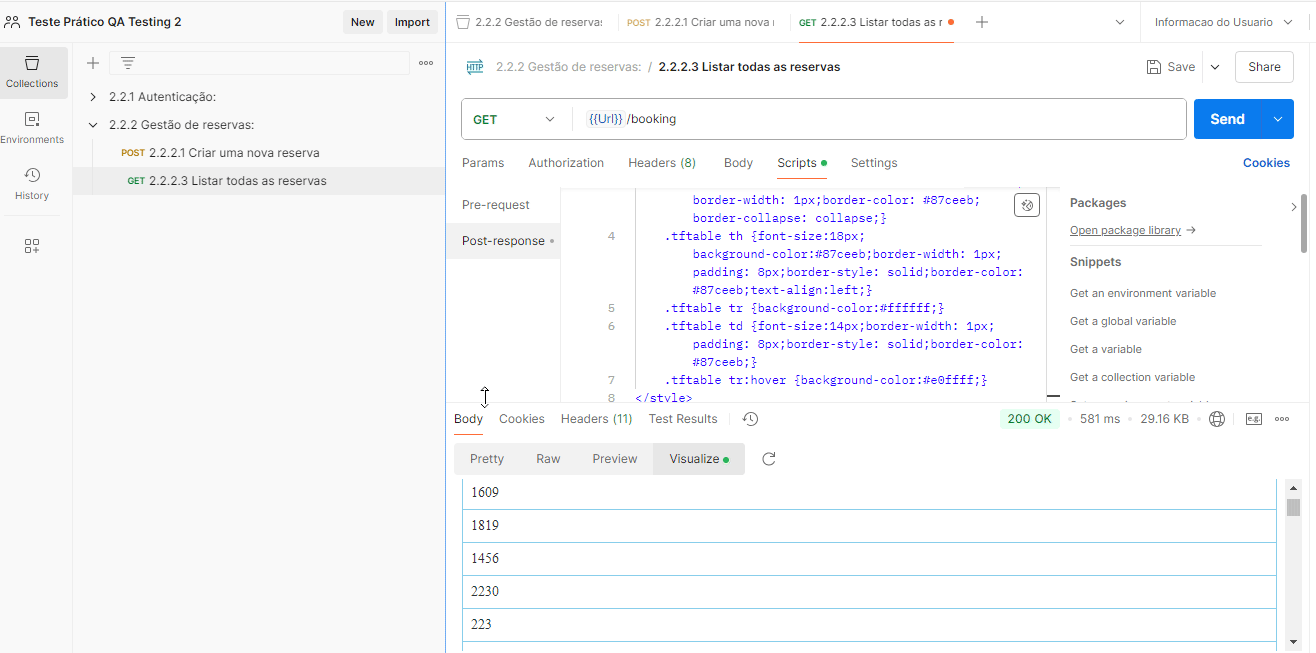 Teste Prático QA Testing 2
New
Import
2.2.2 Gestão de reservas:
POST 2.2.2.1 Criar uma nova
GET 2.2.2.3 Listar todas as r
Informacao do Usuario
Collections
Environments
History
2.2.1 Autenticação:
2.2.2 Gestão de reservas:
POST 2.2.2.1 Criar uma nova reserva
GET 2.2.2.3 Listar todas as reservas
HTTP 2.2.2 Gestão de reservas: / 2.2.2.3 Listar todas as reservas
Save
Share
GET
{{Url}} /booking
Send
Params Authorization Headers (8) Body Scripts Settings
Cookies
Pre-request
Post-response
border-width: 1px;border-color: #87ceeb;
border-collapse: collapse;}
4 .tftable th {font-size:18px;
background-color:#87ceeb;border-width: 1px;
padding: 8px;border-style: solid;border-color:
#87ceeb;text-align:left;}
5 .tftable tr {background-color:#ffffff;}
6 .tftable td {font-size:14px;border-width: 1px;
padding: 8px;border-style: solid;border-color:
#87ceeb;}
7 .tftable tr:hover {background-color:#e0ffff;}
8 </style>
Packages
Open package library →
Snippets
Get an environment variable
Get a global variable
Get a variable
Get a collection variable
Body Cookies Headers (11) Test Results
200 OK • 581 ms • 29.16 KB •
e.g.
Pretty Raw Preview Visualize
1609
1819
1456
2230
223